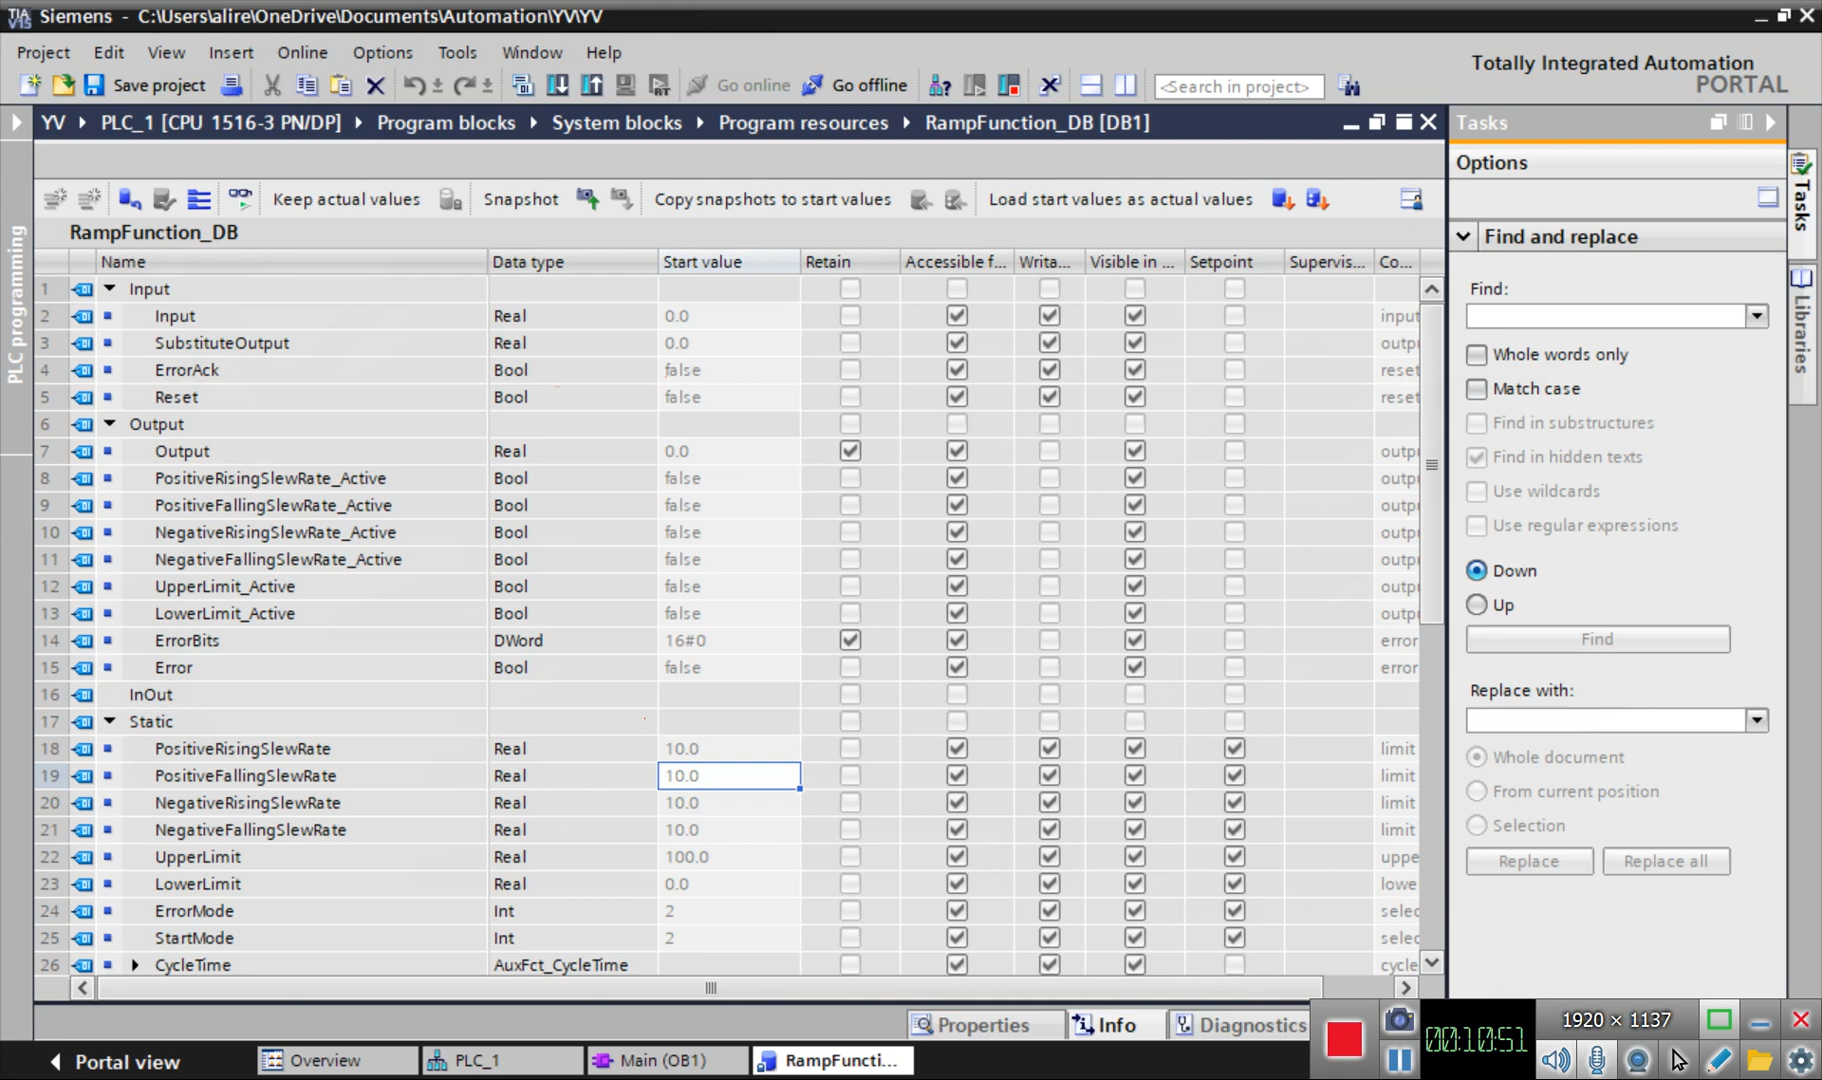 Siemens - C:\Users\alire\OneDrive\Documents\Automation\YV\YV
Project Edit View Insert Online Options Tools Window Help
Totally Integrated Automation
PORTAL
Save project Go online Go offline <Search in project>
YV PLC_1 [CPU 1516-3 PN/DP] Program blocks System blocks Program resources RampFunction_DB [DB1]
Keep actual values Snapshot Copy snapshots to start values Load start values as actual values
RampFunction_DB
Name Data type Start value Retain Accessible f... Writa... Visible in ... Setpoint Supervis... Co...
1 Input
2 Input Real 0.0 input
3 SubstituteOutput Real 0.0 outp
4 ErrorAck Bool false reset
5 Reset Bool false reset
6 Output
7 Output Real 0.0 outp
8 PositiveRisingSlewRate_Active Bool false outp
9 PositiveFallingSlewRate_Active Bool false outp
10 NegativeRisingSlewRate_Active Bool false outp
11 NegativeFallingSlewRate_Active Bool false outp
12 UpperLimit_Active Bool false outp
13 LowerLimit_Active Bool false outp
14 ErrorBits DWord 16#0 error
15 Error Bool false error
16 InOut
17 Static
18 PositiveRisingSlewRate Real 10.0 limit
19 PositiveFallingSlewRate Real 10.0 limit
20 NegativeRisingSlewRate Real 10.0 limit
21 NegativeFallingSlewRate Real 10.0 limit
22 UpperLimit Real 100.0 uppe
23 LowerLimit Real 0.0 lowe
24 ErrorMode Int 2 selec
25 StartMode Int 2 selec
26 CycleTime AuxFct_CycleTime cycle
Properties Info Diagnostics
Portal view Overview PLC_1 Main (OB1) RampFuncti...
PLC programming
Tasks
Options
Find and replace
Find:
Whole words only
Match case
Find in substructures
Find in hidden texts
Use wildcards
Use regular expressions
Down
Up
Find
Replace with:
Whole document
From current position
Selection
Replace Replace all
Tasks
Libraries
00:10:51
1920 × 1137